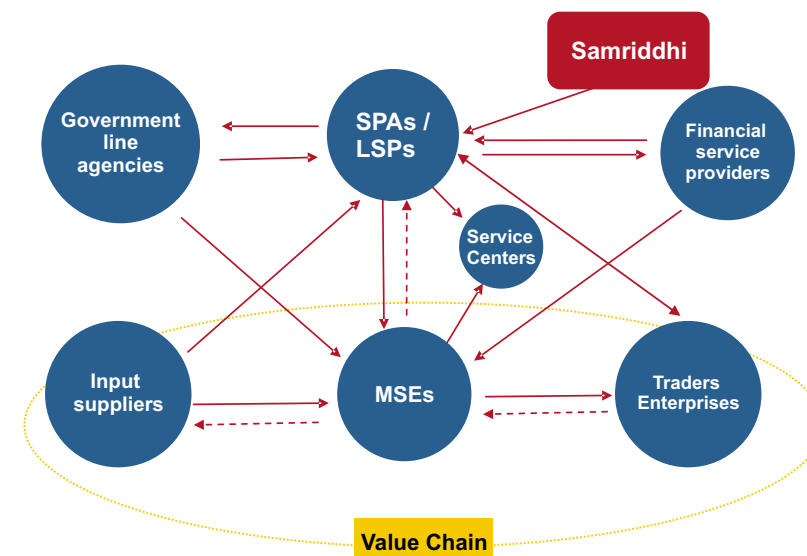 Samriddhi
Government
line
agencies
SPAs /
LSPs
Financial
service
providers
Service
Centers
Input
suppliers
MSEs
Traders
Enterprises
Value Chain